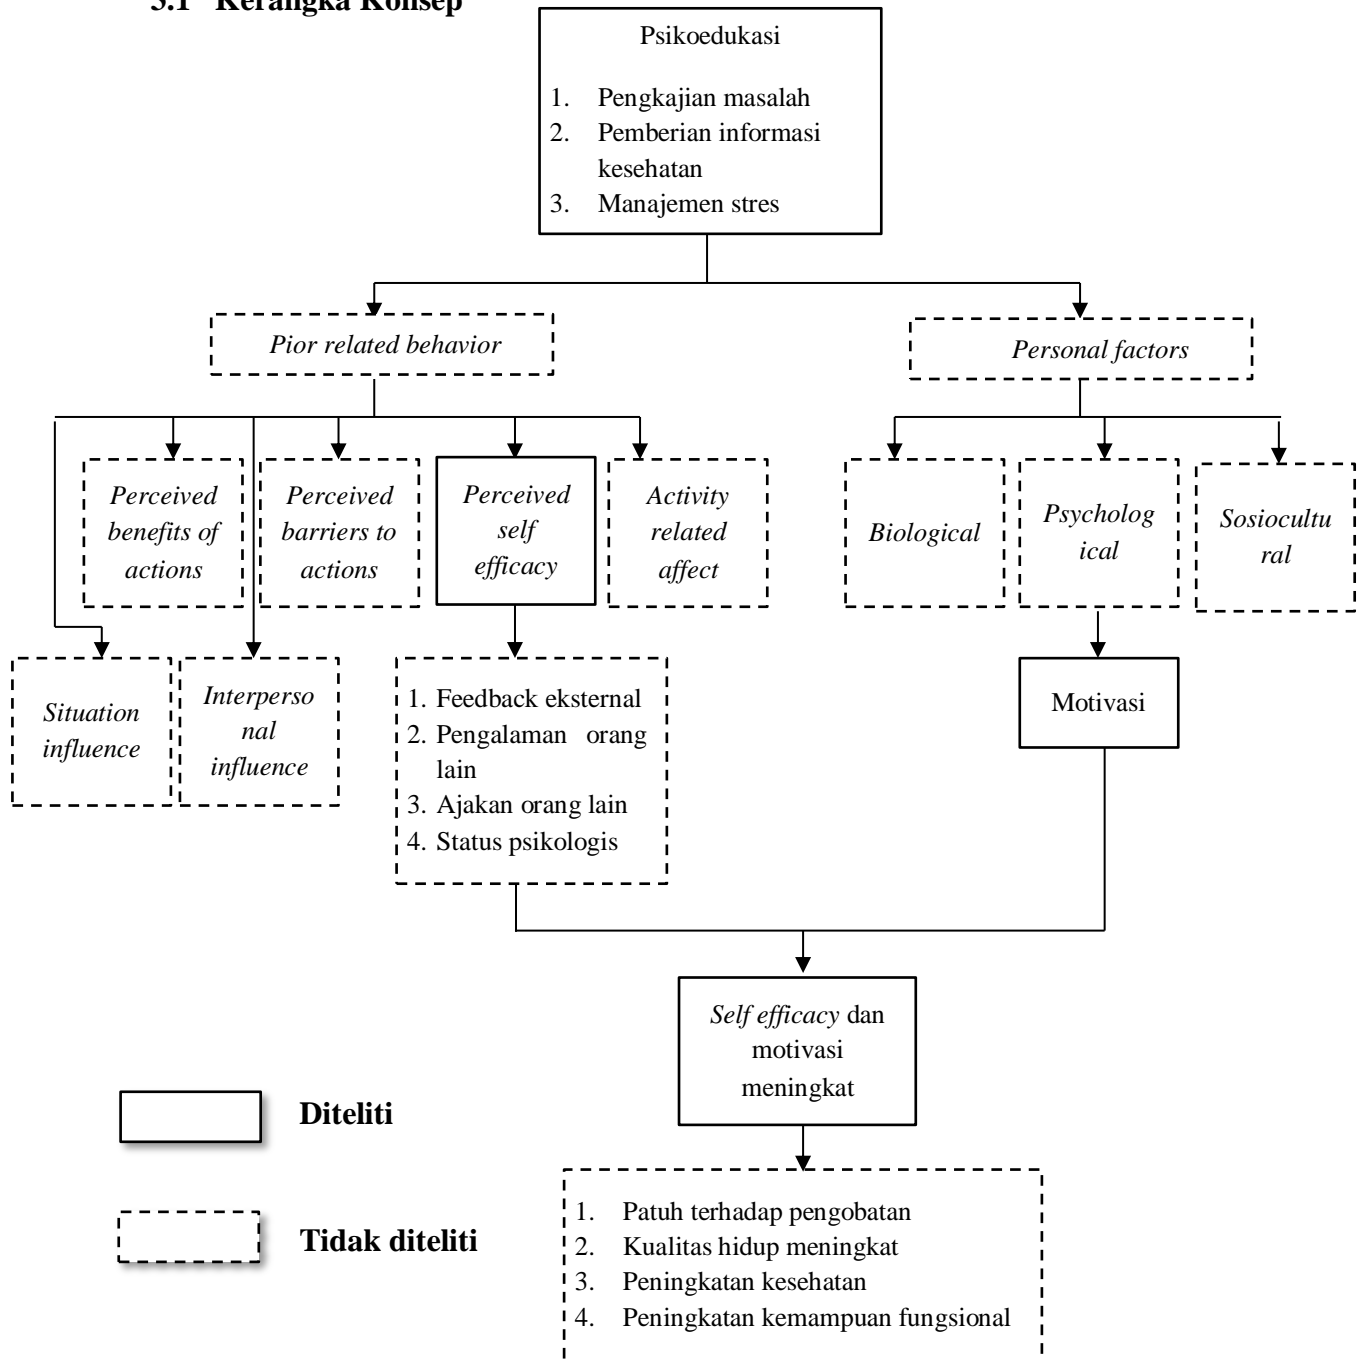 3.1 Kerangka Konsep
Psikoedukasi
1. Pengkajian masalah
2. Pemberian informasi
kesehatan
3. Manajemen stres
Pior related behavior
Personal factors
Perceived
benefits of
actions
Perceived
barriers to
actions
Perceived
self
efficacy
Activity
related
affect
Biological
Psycholog
ical
Sosiocultu
ral
Situation
influence
Interperso
nal
influence
1. Feedback eksternal
2. Pengalaman orang
lain
3. Ajakan orang lain
4. Status psikologis
Motivasi
Self efficacy dan
motivasi
meningkat
Diteliti
Tidak diteliti
1. Patuh terhadap pengobatan
2. Kualitas hidup meningkat
3. Peningkatan kesehatan
4. Peningkatan kemampuan fungsional